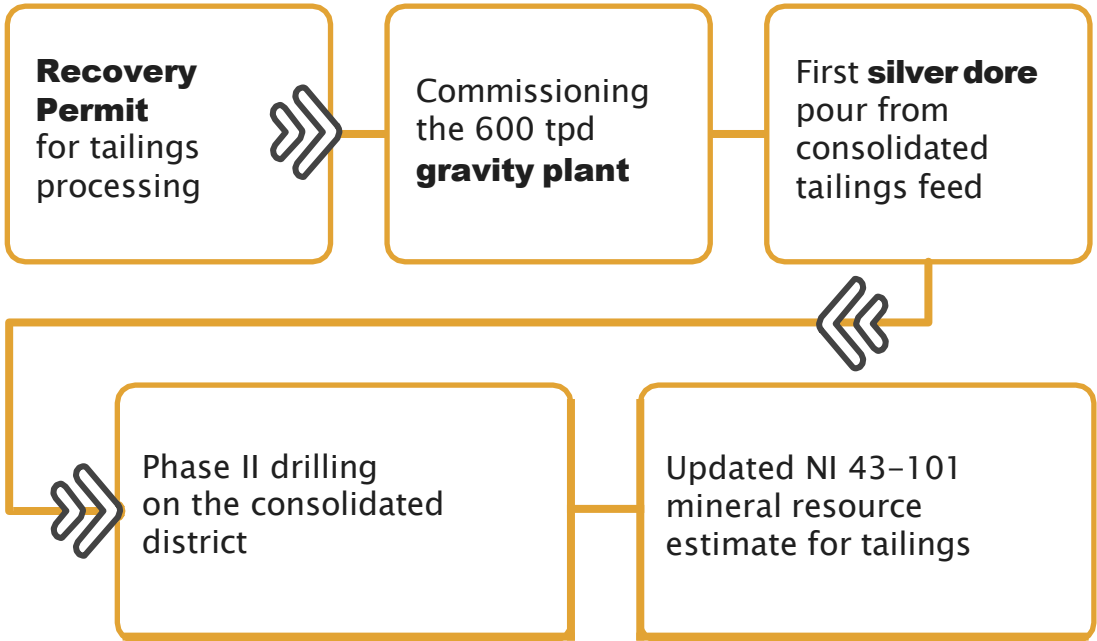 Recovery
Permit
for tailings
processing
Commissioning
the 600 tpd
gravity plant
First silver dore
pour from
consolidated
tailings feed
Phase II drilling
on the consolidated
district
Updated NI 43–101
mineral resource
estimate for tailings